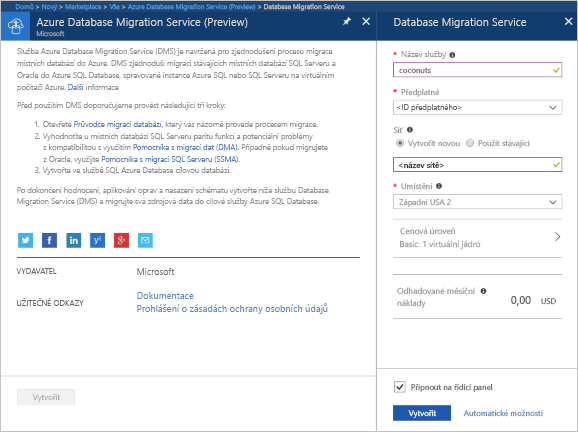 Domů > Nový > Marketplace > Vše > Azure Database Migration Service (Preview) > Database Migration Service
Azure Database Migration Service (Preview)
Microsoft
Služba Azure Database Migration Service (DMS) je navržená pro zjednodušení procesu migrace
místních databází do Azure. DMS zjednoduší migraci stávajících místních databází SQL Serveru a
Oracle do Azure SQL Database, spravované instance Azure SQL nebo SQL Serveru na virtuálním
počítači Azure. Další informace
Před použitím DMS doporučujeme provést následující tři kroky:
1. Otevřete Průvodce migrací databází, který vás názorně provede procesem migrace.
2. Vyhodnoťte u místních databází SQL Serveru paritu funkcí a potenciální problémy
s kompatibilitou s využitím Pomocníka s migrací dat (DMA). Případně pokud migrujete
z Oracle, využijte Pomocníka s migrací SQL Serveru (SSMA).
3. Vytvořte ve službě SQL Azure Database cílovou databázi.
Po dokončení hodnocení, aplikování oprav a nasazení schématu vytvořte níže službu Database
Migration Service (DMS) a migrujte svá zdrojová data do cílové služby Azure SQL Database.
VYDAVATEL
Microsoft
UŽITEČNÉ ODKAZY
Dokumentace
Prohlášení o zásadách ochrany osobních údajů
Vytvořit
Database Migration Service
* Název služby
coconuts
* Předplatné
<ID předplatného>
Síť
Vytvořit novou
Použít stávající
<název sítě>
* Umístění
Západní USA 2
Cenová úroveň
Basic: 1 virtuální jádro
Odhadované měsíční
náklady
0,00 USD
Připnout na řídicí panel
Vytvořit
Automatické možnosti